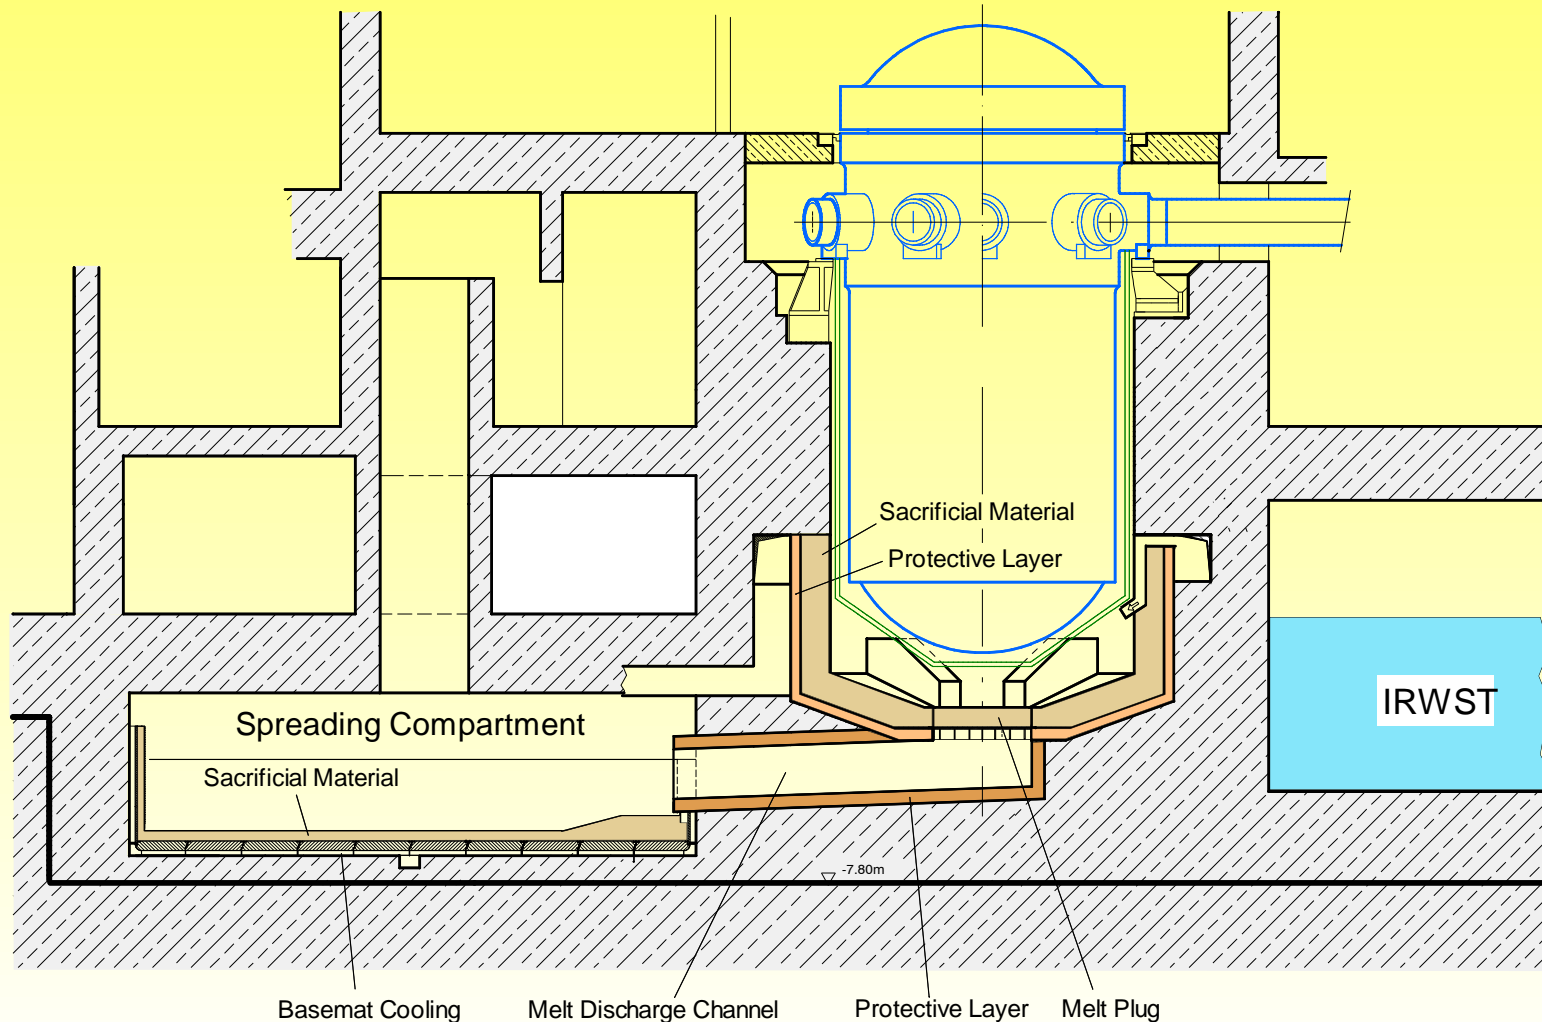 Sacrificial Material
Protective Layer
IRWST
Spreading Compartment
Sacrificial Material
-7.80m
Basemat Cooling
Melt Discharge Channel
Protective Layer
Melt Plug